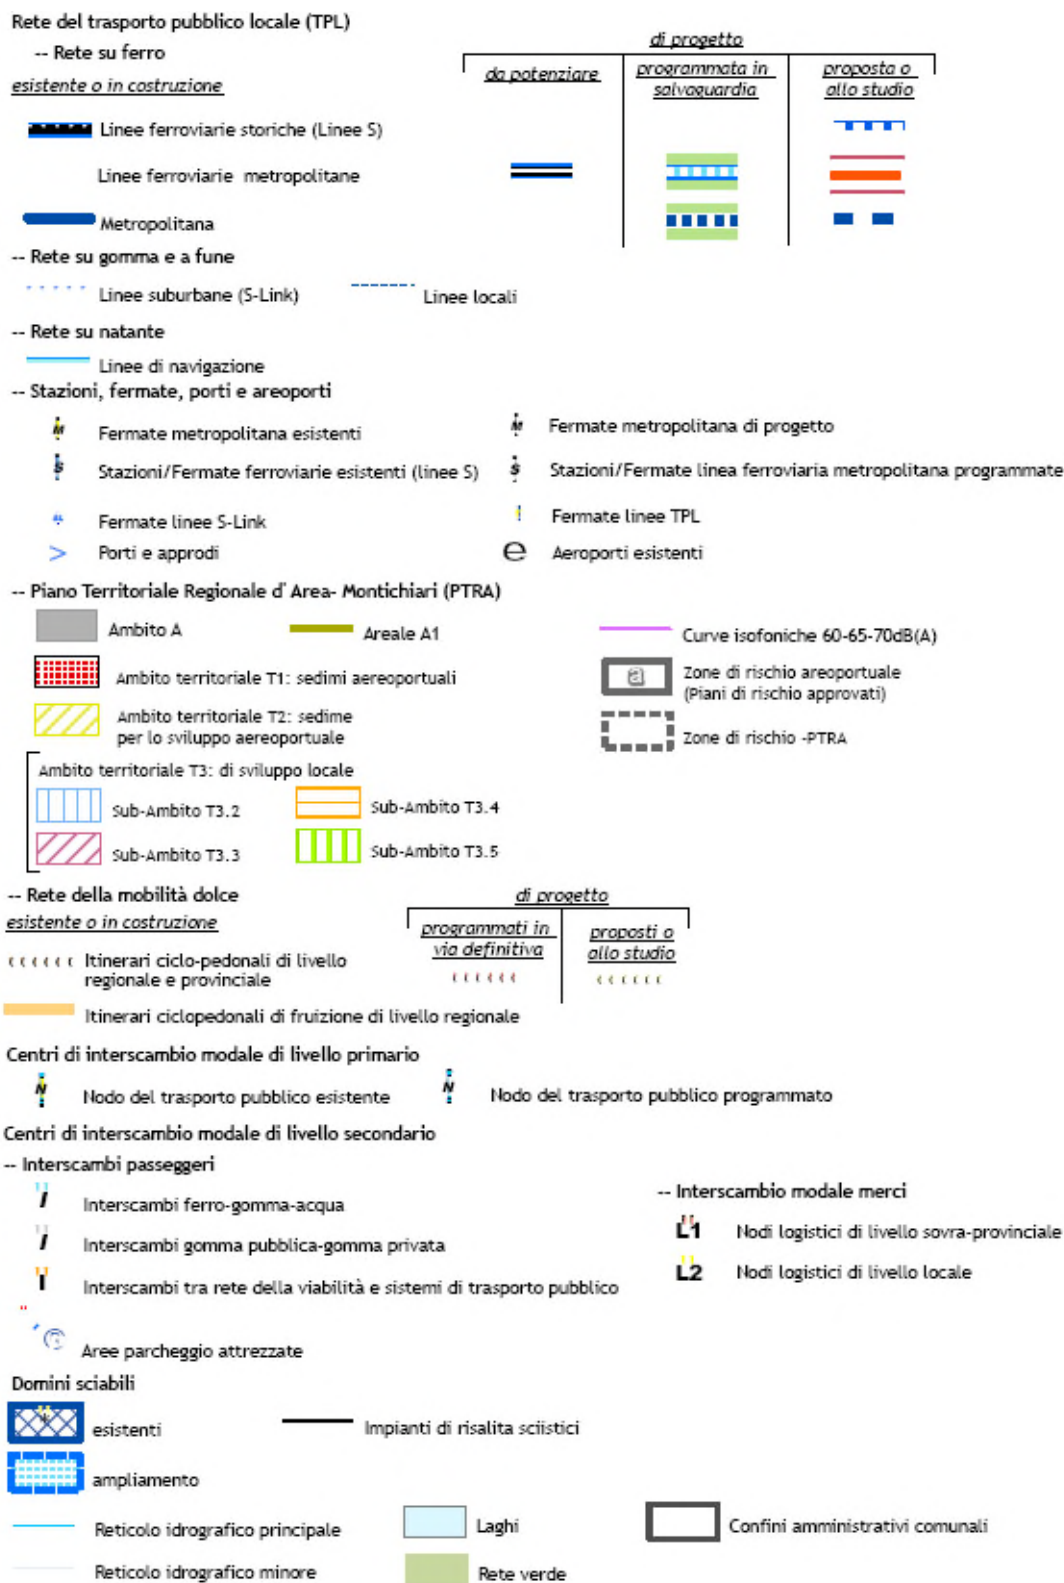 Rete del trasporto pubblico locale (TPL)
-- Rete su ferro
di progetto
esistente o in costruzione
da potenziare
programmata in
salvaguardia
proposta o
allo studio
Linee ferroviarie storiche (Linee S)
Linee ferroviarie metropolitane
Metropolitana
-- Rete su gomma e a fune
Linee suburbane (S-Link)
Linee locali
-- Rete su natante
Linee di navigazione
-- Stazioni, fermate, porti e areoporti
M Fermate metropolitana esistenti
M Fermate metropolitana di progetto
S Stazioni/Fermate ferroviarie esistenti (linee S)
S Stazioni/Fermate linea ferroviaria metropolitana programmate
Fermate linee S-Link
Fermate linee TPL
> Porti e approdi
e Aeroporti esistenti
-- Piano Territoriale Regionale d' Area- Montichiari (PTRA)
Ambito A
Areale A1
Curve isofoniche 60-65-70dB(A)
Ambito territoriale T1: sedimi aereoportuali
a Zone di rischio areoportuale
(Piani di rischio approvati)
Ambito territoriale T2: sedime
per lo sviluppo aereoportuale
Zone di rischio -PTRA
Ambito territoriale T3: di sviluppo locale
Sub-Ambito T3.2
Sub-Ambito T3.4
Sub-Ambito T3.3
Sub-Ambito T3.5
-- Rete della mobilità dolce
di progetto
esistente o in costruzione
programmati in
via definitiva
proposti o
allo studio
Itinerari ciclo-pedonali di livello
regionale e provinciale
Itinerari ciclopedonali di fruizione di livello regionale
Centri di interscambio modale di livello primario
N Nodo del trasporto pubblico esistente
N Nodo del trasporto pubblico programmato
Centri di interscambio modale di livello secondario
-- Interscambi passeggeri
I Interscambi ferro-gomma-acqua
-- Interscambio modale merci
I Interscambi gomma pubblica-gomma privata
L1 Nodi logistici di livello sovra-provinciale
I Interscambi tra rete della viabilità e sistemi di trasporto pubblico
L2 Nodi logistici di livello locale
Aree parcheggio attrezzate
Domini sciabili
esistenti
Impianti di risalita sciistici
ampliamento
Reticolo idrografico principale
Laghi
Confini amministrativi comunali
Reticolo idrografico minore
Rete verde